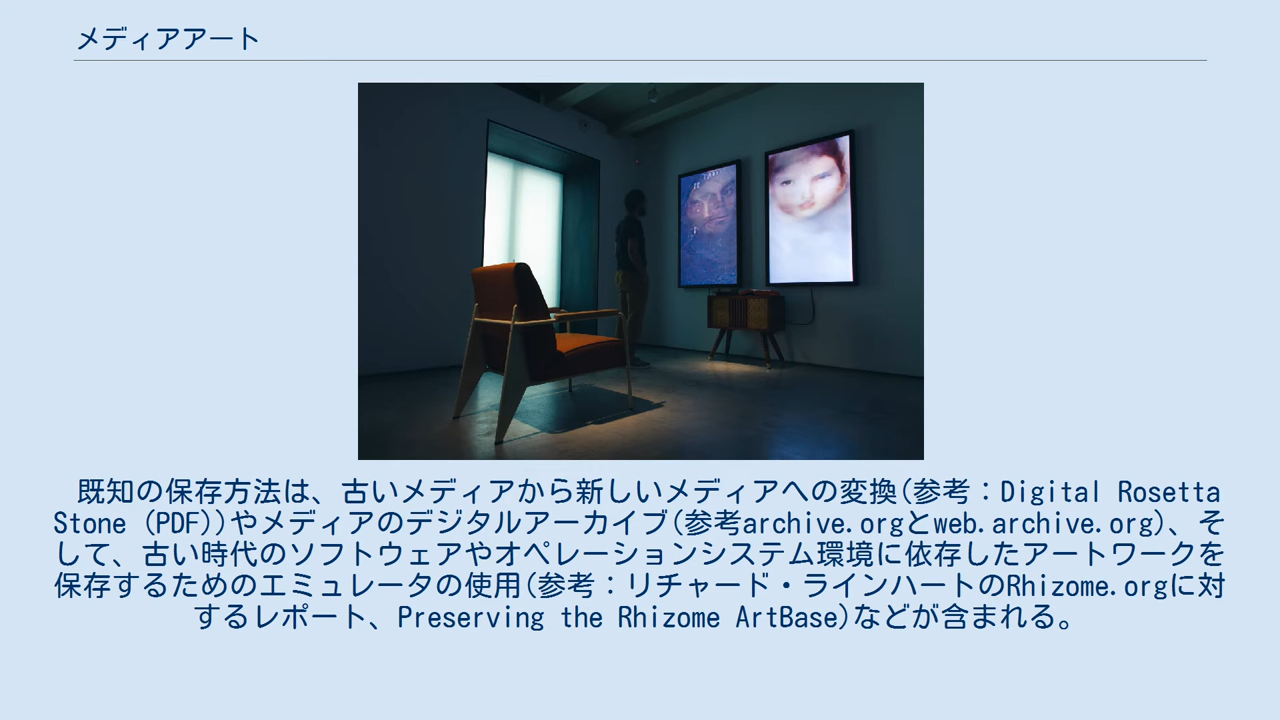 メディアアート
既知の保存方法は、古いメディアから新しいメディアへの変換(参考：Digital Rosetta
Stone (PDF))やメディアのデジタルアーカイブ(参考archive.orgとweb.archive.org)、そ
して、古い時代のソフトウェアやオペレーションシステム環境に依存したアートワークを
保存するためのエミュレータの使用(参考：リチャード・ラインハートのRhizome.orgに対
するレポート、Preserving the Rhizome ArtBase)などが含まれる。